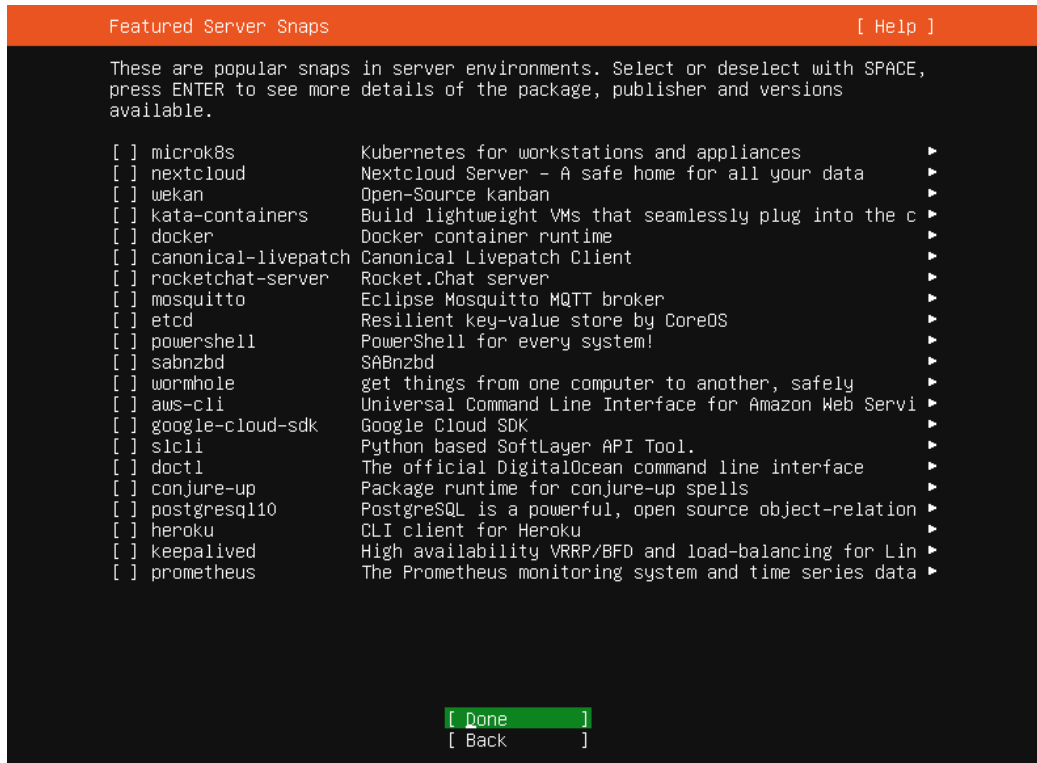 Featured Server Snaps [ Help ]
These are popular snaps in server environments. Select or deselect with SPACE,
press ENTER to see more details of the package, publisher and versions
available.
[ ] microk8s Kubernetes for workstations and appliances ▸
[ ] nextcloud Nextcloud Server – A safe home for all your data ▸
[ ] wekan Open–Source kanban ▸
[ ] kata–containers Build lightweight VMs that seamlessly plug into the c ▸
[ ] docker Docker container runtime ▸
[ ] canonical–livepatch Canonical Livepatch Client ▸
[ ] rocketchat–server Rocket.Chat server ▸
[ ] mosquitto Eclipse Mosquitto MQTT broker ▸
[ ] etcd Resilient key–value store by CoreOS ▸
[ ] powershell PowerShell for every system! ▸
[ ] sabnzbd SABnzbd ▸
[ ] wormhole get things from one computer to another, safely ▸
[ ] aws–cli Universal Command Line Interface for Amazon Web Servi ▸
[ ] google–cloud–sdk Google Cloud SDK ▸
[ ] slcli Python based SoftLayer API Tool. ▸
[ ] doctl The official DigitalOcean command line interface ▸
[ ] conjure–up Package runtime for conjure–up spells ▸
[ ] postgresql10 PostgreSQL is a powerful, open source object–relation ▸
[ ] heroku CLI client for Heroku ▸
[ ] keepalived High availability VRRP/BFD and load–balancing for Lin ▸
[ ] prometheus The Prometheus monitoring system and time series data ▸
[ Done ]
[ Back ]